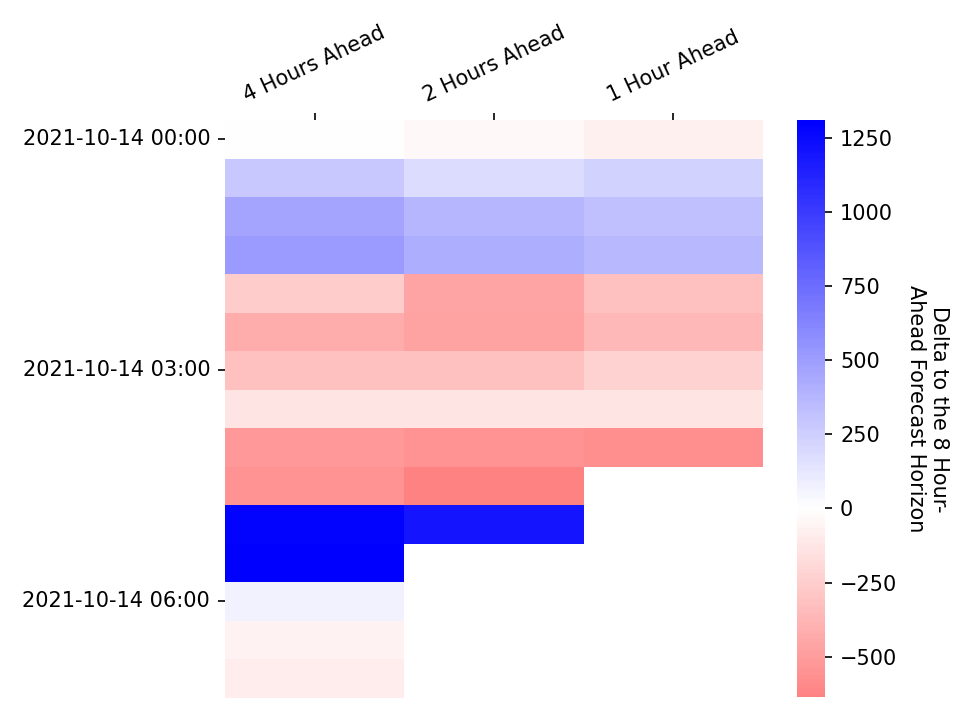 4 Hours Ahead
2 Hours Ahead
1 Hour Ahead
2021-10-14 00:00
2021-10-14 03:00
2021-10-14 06:00
1250
1000
750
500
250
0
−250
−500
Delta to the 8 Hour-
Ahead Forecast Horizon